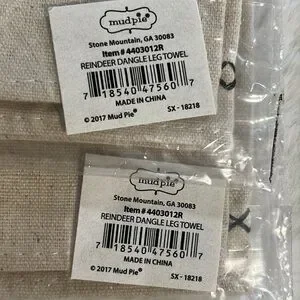 mud pie®
Stone Mountain, GA 30083
Item # 4403012R
REINDEER DANGLE LEG TOWEL
7 18540 47560 7
MADE IN CHINA
© 2017 Mud Pie® SX - 18218
O
mud pie®
Stone Mountain, GA 30083
Item # 4403012R
REINDEER DANGLE LEG TOWEL
7 18540 47560 7
MADE IN CHINA
© 2017 Mud Pie® SX - 18218
X